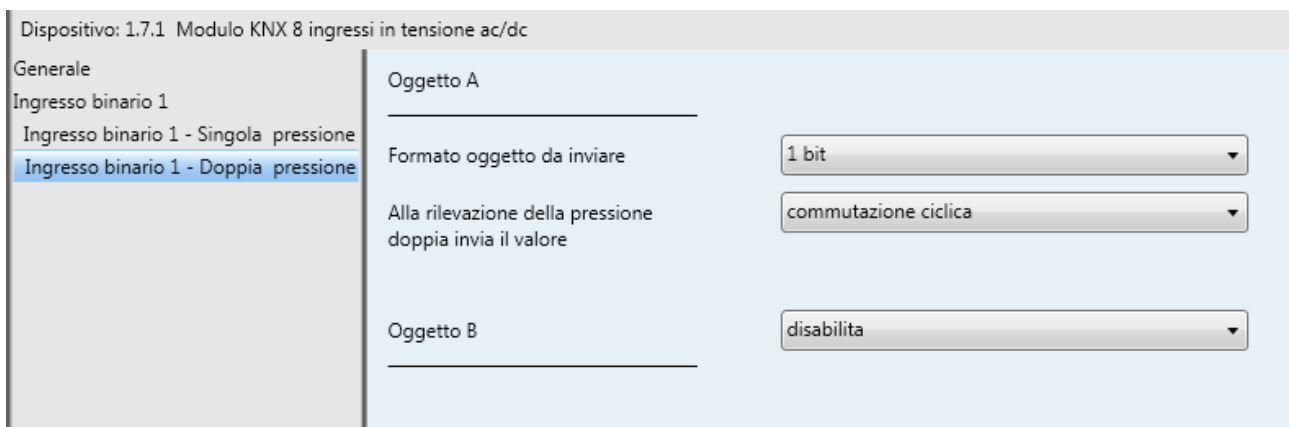 Dispositivo: 1.7.1 Modulo KNX 8 ingressi in tensione ac/dc
Generale
Ingresso binario 1
Ingresso binario 1 - Singola pressione
Ingresso binario 1 - Doppia pressione
Oggetto A
Formato oggetto da inviare
1 bit
Alla rilevazione della pressione
doppia invia il valore
commutazione ciclica
Oggetto B
disabilita